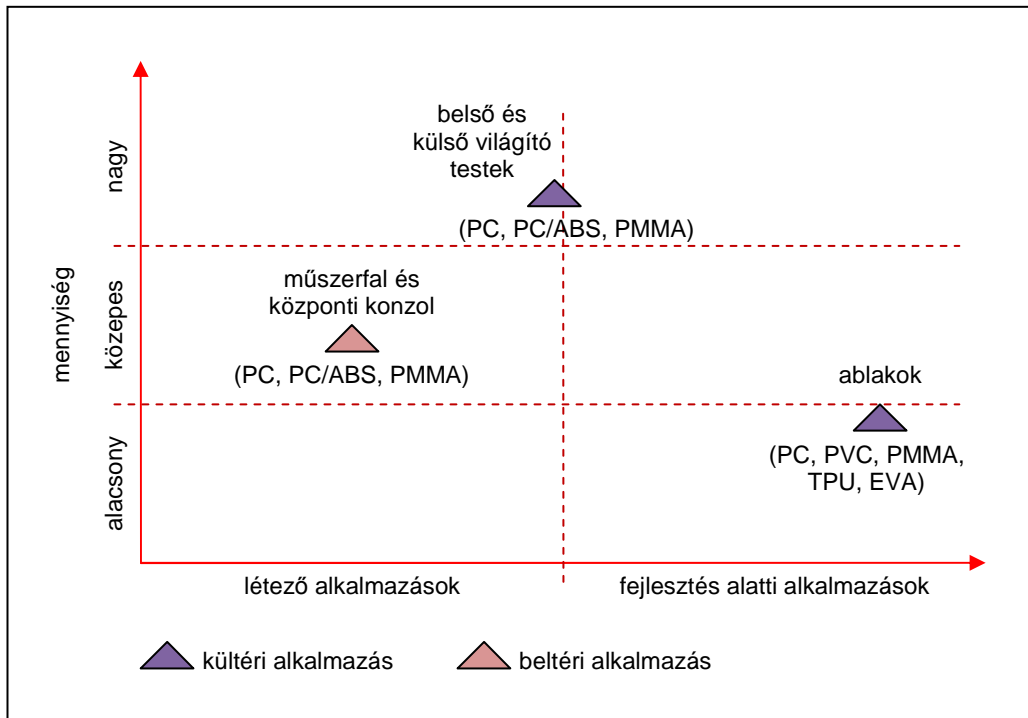 belső és
külső világító
testek
(PC, PC/ABS, PMMA)
műszerfal és
központi konzol
(PC, PC/ABS, PMMA)
ablakok
(PC, PVC, PMMA,
TPU, EVA)
mennyiség
nagy
közepes
alacsony
létező alkalmazások
fejlesztés alatti alkalmazások
kültéri alkalmazás
beltéri alkalmazás